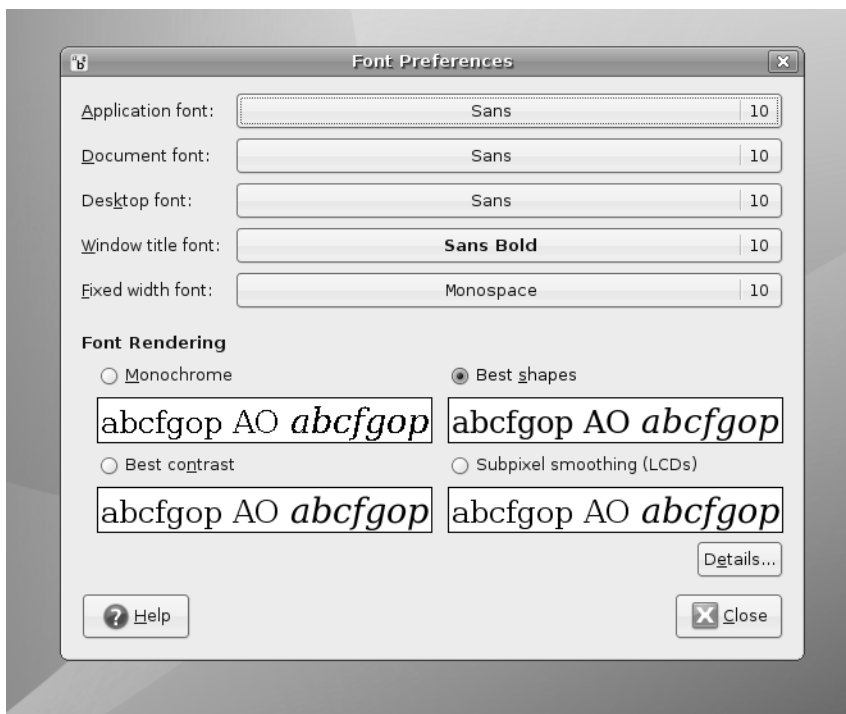 Font Preferences
Application font: Sans 10
Document font: Sans 10
Desktop font: Sans 10
Window title font: Sans Bold 10
Fixed width font: Monospace 10
Font Rendering
Monochrome Best shapes
abcfgop AO abcfgop abcfgop AO abcfgop
Best contrast Subpixel smoothing (LCDs)
abcfgop AO abcfgop abcfgop AO abcfgop
Details...
Help Close